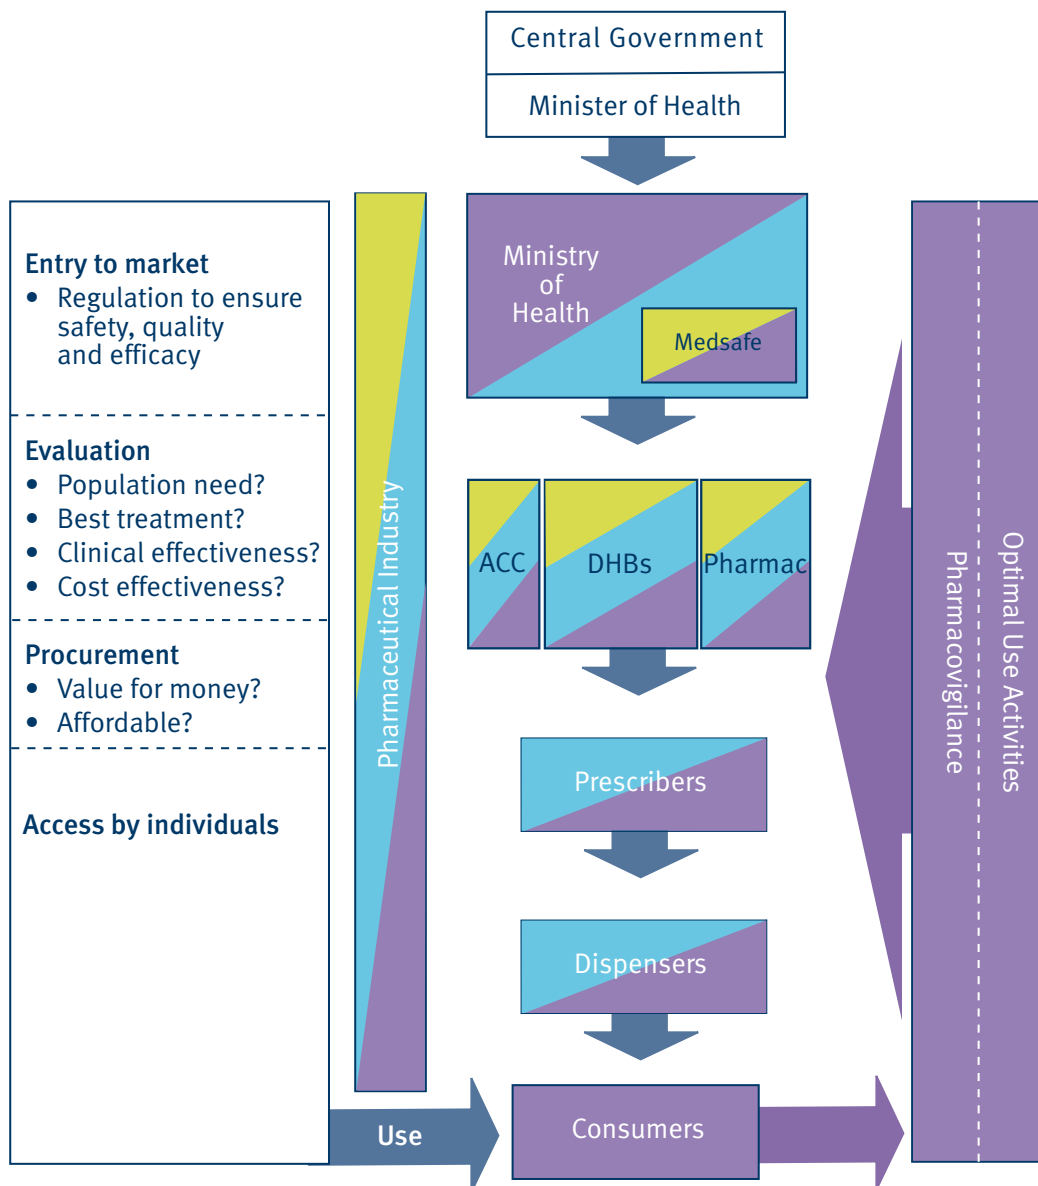 Central Government
Minister of Health
Entry to market
• Regulation to ensure
safety, quality
and efficacy
Evaluation
• Population need?
• Best treatment?
• Clinical effectiveness?
• Cost effectiveness?
Procurement
• Value for money?
• Affordable?
Access by individuals
Pharmaceutical Industry
Ministry
of
Health
Medsafe
ACC
DHBs
Pharmac
Prescribers
Dispensers
Use
Consumers
Pharmacovigilance
Optimal Use Activities